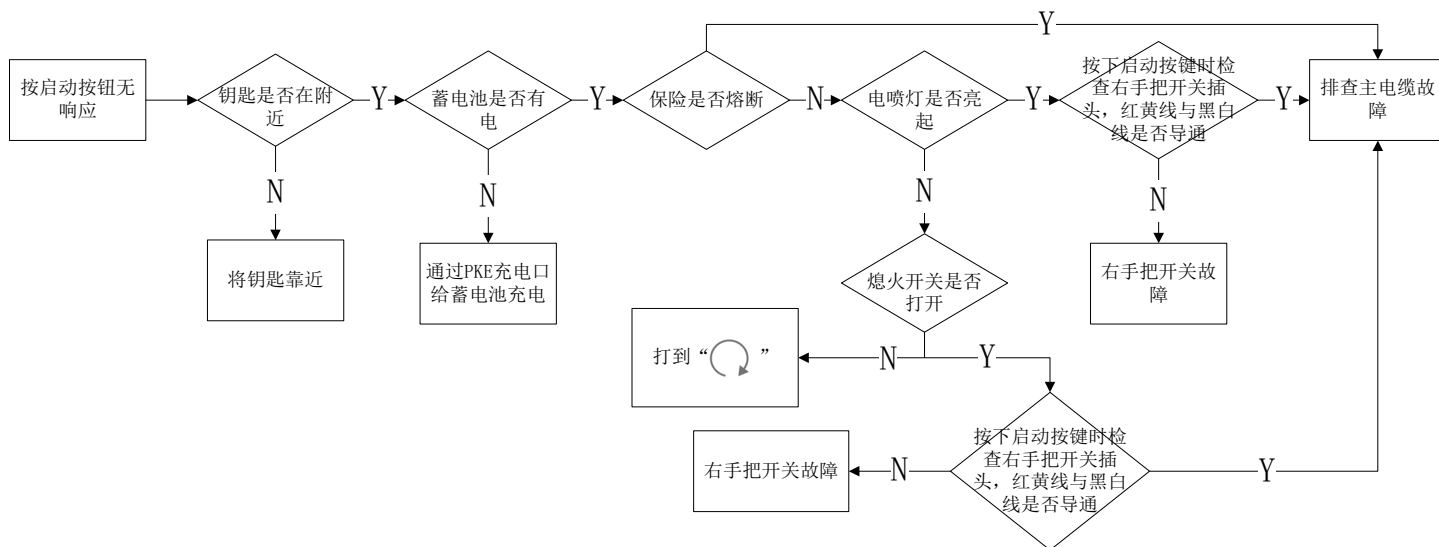 Y
按启动按钮无
响应
钥匙是否在附
近
Y
蓄电池是否有
电
Y
保险是否熔断
N
电喷灯是否亮
起
Y
按下启动按键时检
查右手把开关插
头，红黄线与黑白
线是否导通
Y
排查主电缆故
障
N
N
N
N
将钥匙靠近
通过PKE充电口
给蓄电池充电
熄火开关是否
打开
右手把开关故
障
打到“ ”
N
Y
右手把开关故障
N
按下启动按键时检
查右手把开关插
头，红黄线与黑白
线是否导通
Y